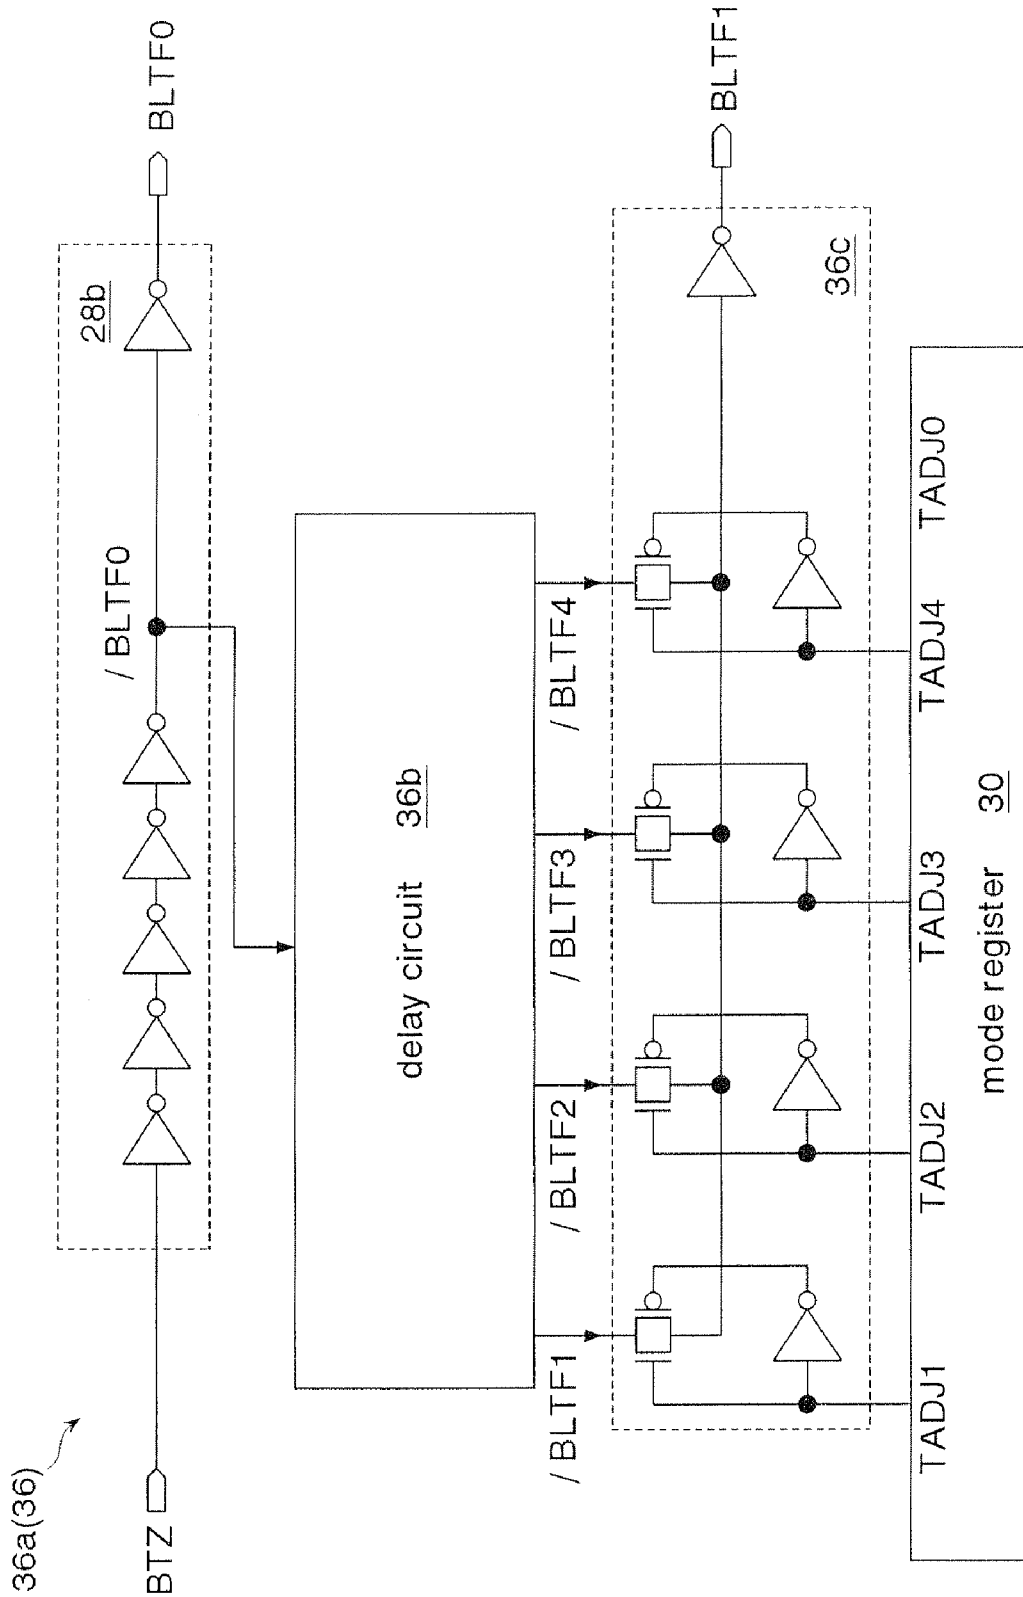 36a(36)
BTZ
/BLTF0
28b
BLTF0
delay circuit 36b
/BLTF1
/BLTF2
/BLTF3
/BLTF4
36c
BLTF1
TADJ1
TADJ2
TADJ3
TADJ4
TADJ0
mode register 30